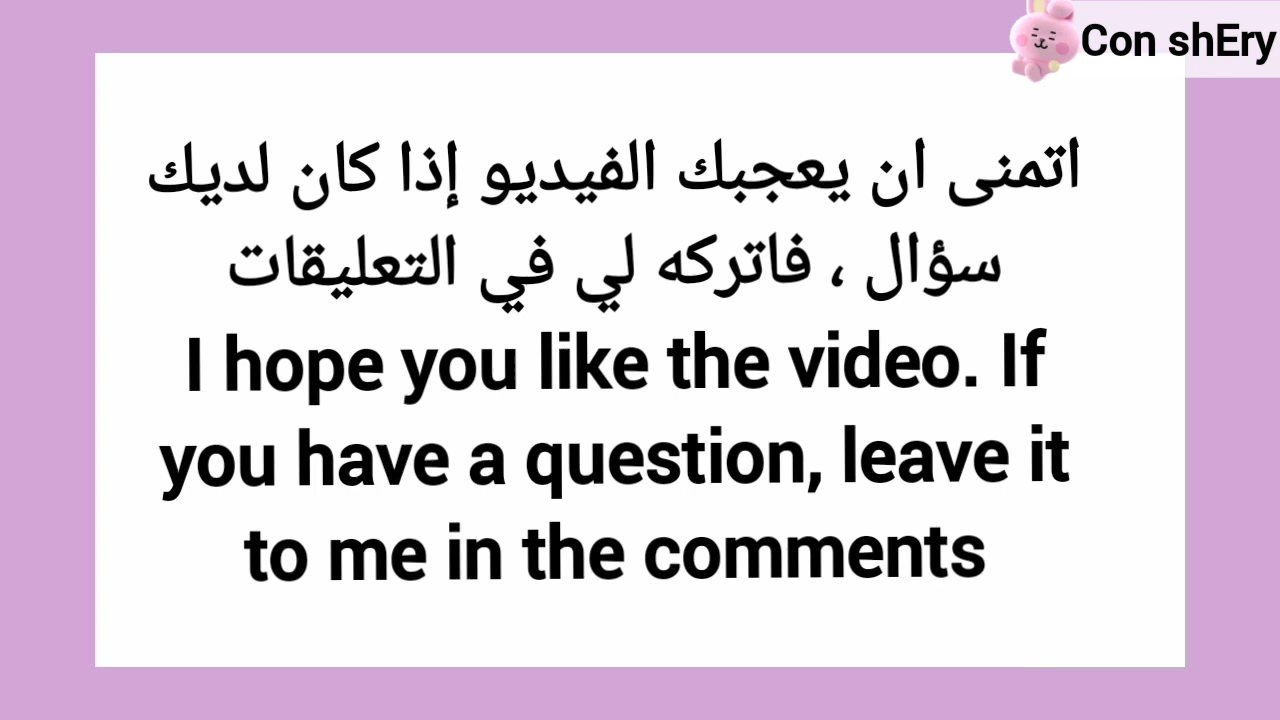 Con shEry
اتمنى ان يعجبك الفيديو إذا كان لديك
سؤال ، فاتركه لي في التعليقات
I hope you like the video. If
you have a question, leave it
to me in the comments